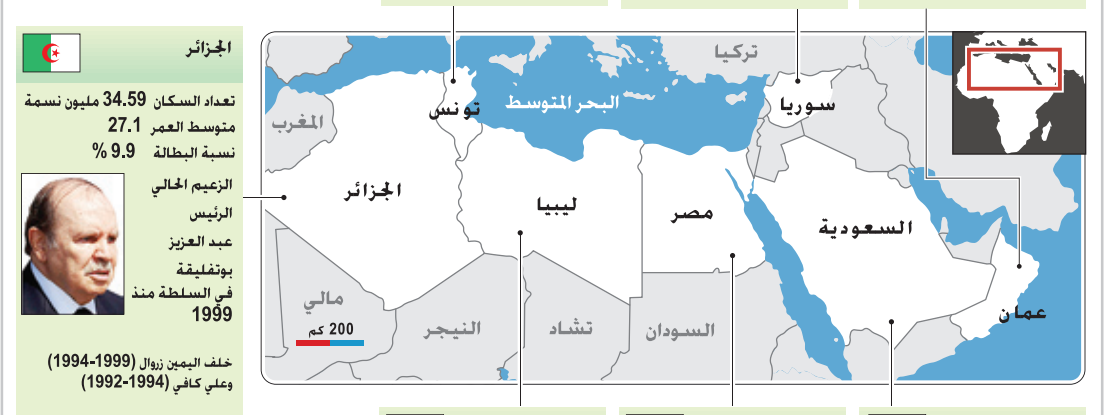 الجزائر
تعداد السكان 34.59 مليون نسمة
متوسط العمر 27.1
نسبة البطالة 9.9 %
الزعيم الحالي
الرئيس
عبد العزيز
بوتفليقة
في السلطة منذ
1999
خلف اليمين زروال (1999-1994)
وعلي كافي (1994-1992)
تركيا
سوريا
البحر المتوسط
تونس
المغرب
الجزائر
ليبيا
مصر
السعودية
عمان
مالي
النيجر
تشاد
السودان
200 كم